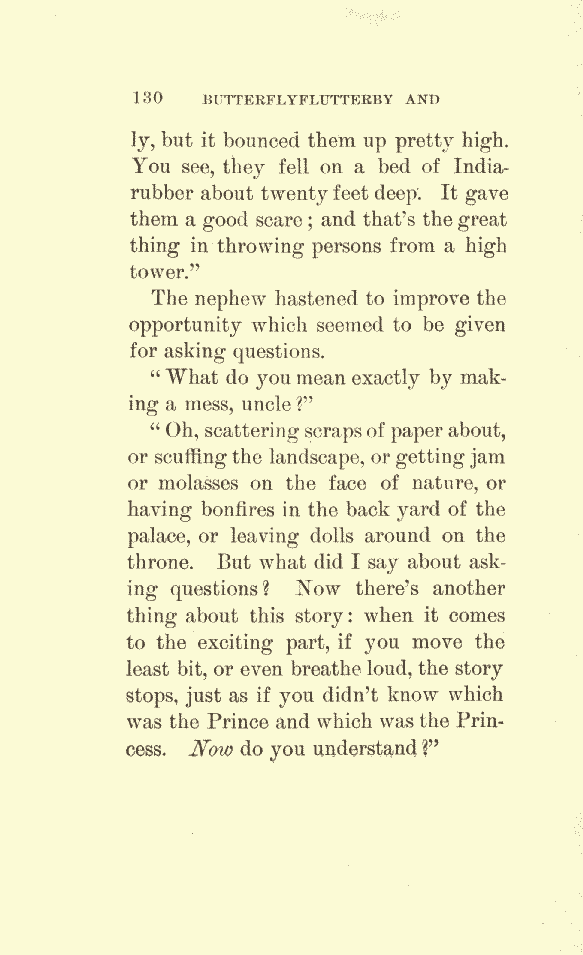 130 BUTTERFLYFLUTTERBY AND
ly, but it bounced them up pretty high.
You see, they fell on a bed of India-
rubber about twenty feet deep. It gave
them a good scare; and that's the great
thing in throwing persons from a high
tower."
The nephew hastened to improve the
opportunity which seemed to be given
for asking questions.
"What do you mean exactly by mak-
ing a mess, uncle?"
"Oh, scattering scraps of paper about,
or scuffing the landscape, or getting jam
or molasses on the face of nature, or
having bonfires in the back yard of the
palace, or leaving dolls around on the
throne. But what did I say about ask-
ing questions? Now there's another
thing about this story: when it comes
to the exciting part, if you move the
least bit, or even breathe loud, the story
stops, just as if you didn't know which
was the Prince and which was the Prin-
cess. Now do you understand?"